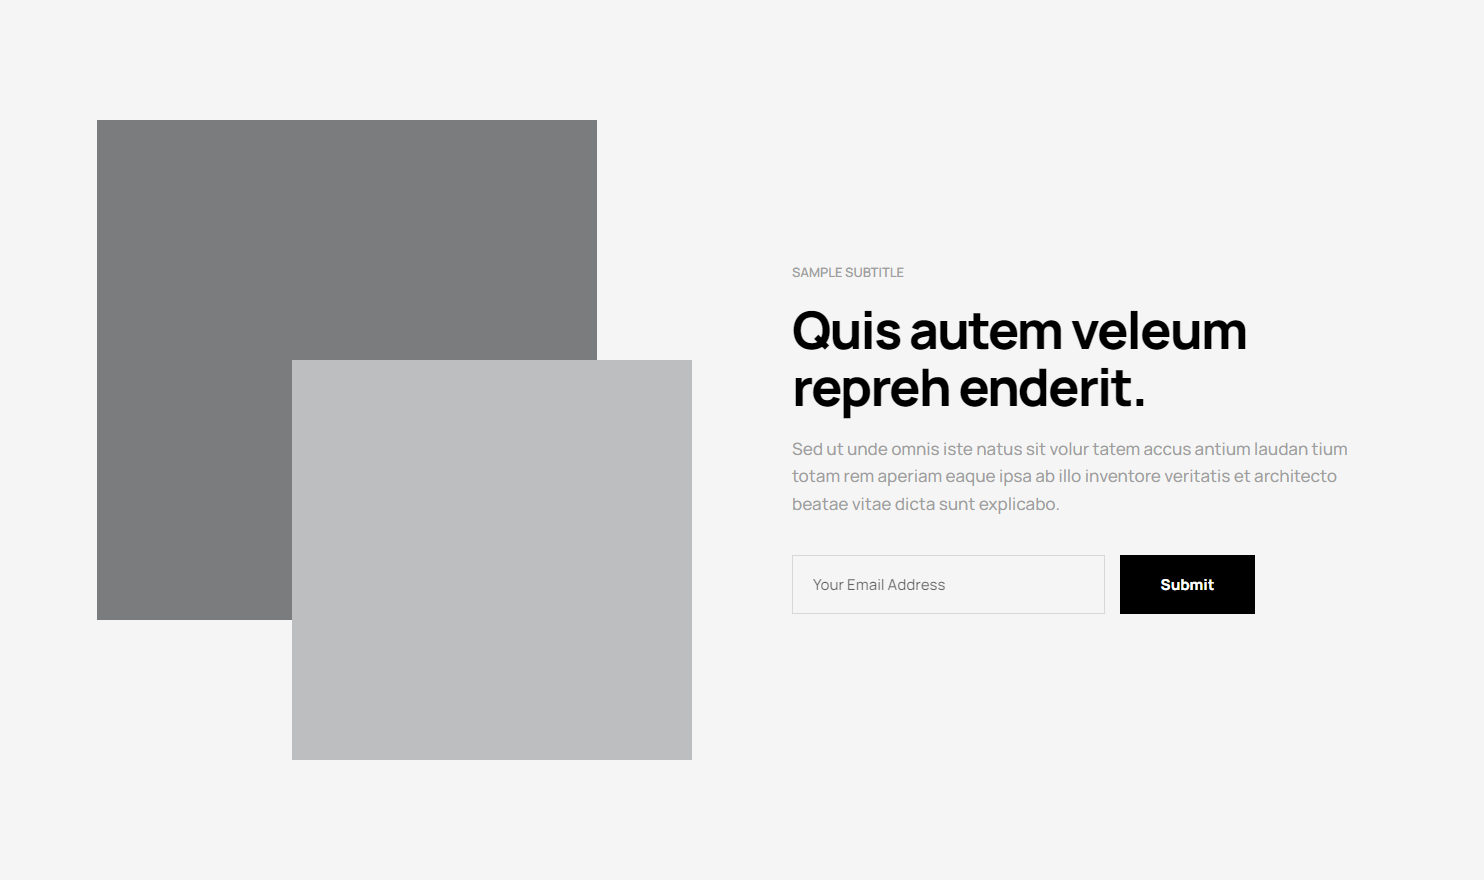 SAMPLE SUBTITLE
Quis autem veleum
repreh enderit.
Sed ut unde omnis iste natus sit volur tatem accus antium laudan tium
totam rem aperiam eaque ipsa ab illo inventore veritatis et architecto
beatae vitae dicta sunt explicabo.
Your Email Address
Submit